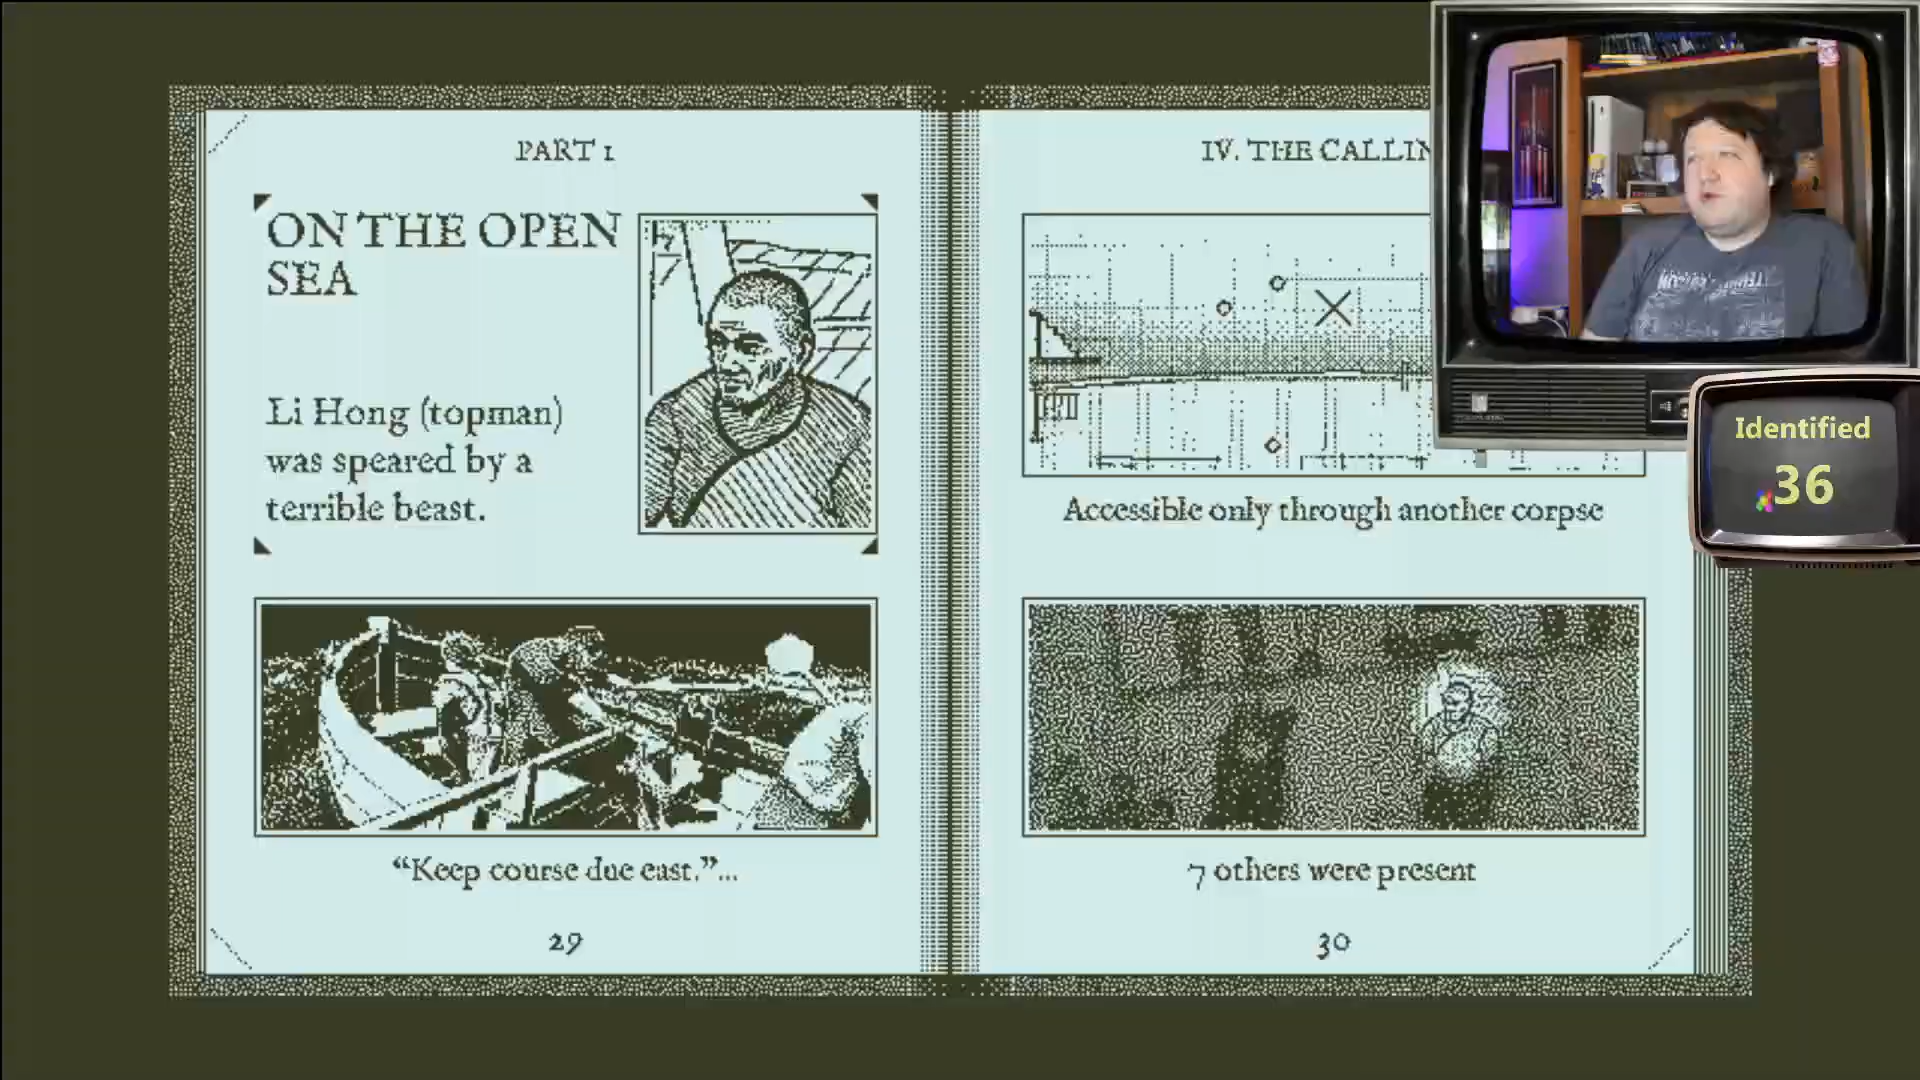 PART 1
ON THE OPEN
SEA
Li Hong (topman)
was speared by a
terrible beast.
"Keep course due east."...
29
IV. THE CALLIN
Accessible only through another corpse
7 others were present
30
Identified
36